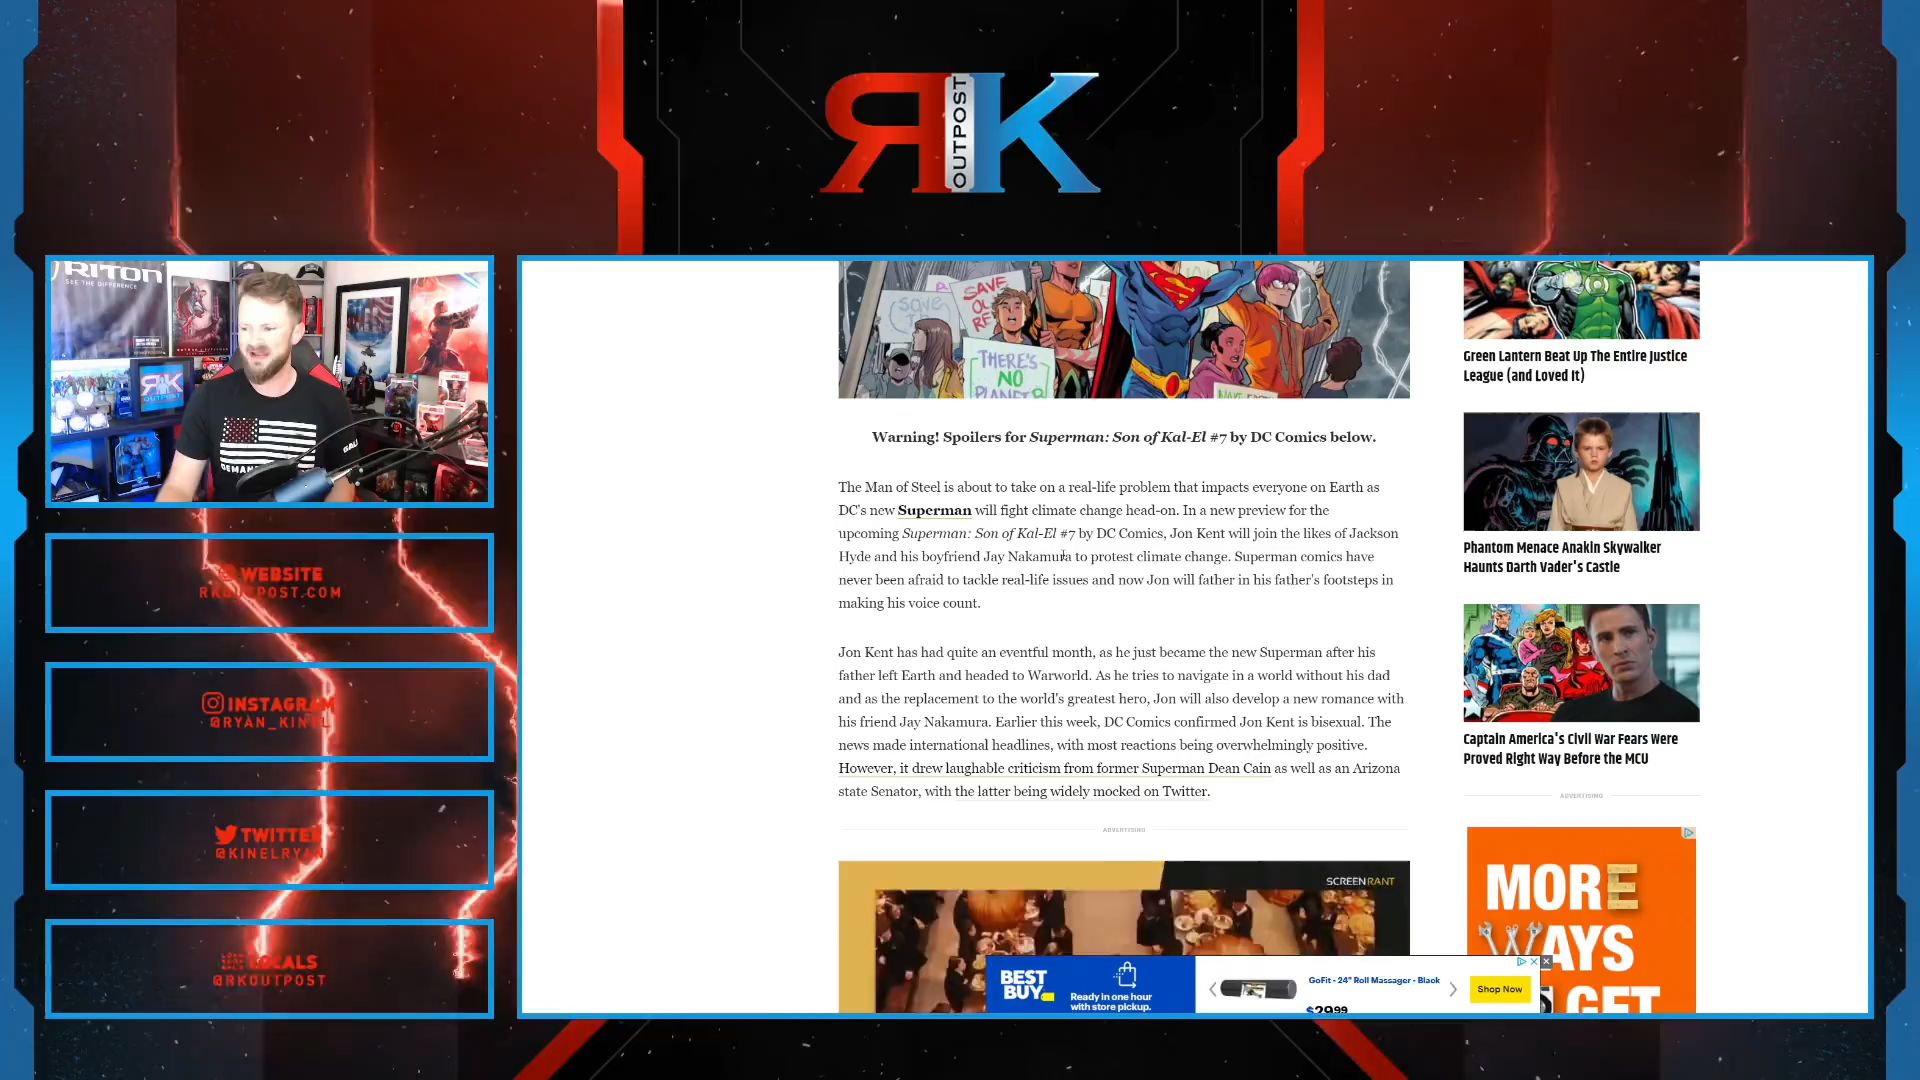 RK
OUTPOST
RITON
SEE THE DIFFERENCE
RK
OUTPOST
WEBSITE
RKOUTPOST.COM
INSTAGRAM
@RYAN_KINEL
TWITTER
@KINELRYAN
LOCALS
@RKOUTPOST
SAVE
THERE'S
NO
PLANET B
Warning! Spoilers for Superman: Son of Kal-El #7 by DC Comics below.
The Man of Steel is about to take on a real-life problem that impacts everyone on Earth as
DC's new Superman will fight climate change head-on. In a new preview for the
upcoming Superman: Son of Kal-El #7 by DC Comics, Jon Kent will join the likes of Jackson
Hyde and his boyfriend Jay Nakamura to protest climate change. Superman comics have
never been afraid to tackle real-life issues and now Jon will father in his father's footsteps in
making his voice count.
Jon Kent has had quite an eventful month, as he just became the new Superman after his
father left Earth and headed to Warworld. As he tries to navigate in a world without his dad
and as the replacement to the world's greatest hero, Jon will also develop a new romance with
his friend Jay Nakamura. Earlier this week, DC Comics confirmed Jon Kent is bisexual. The
news made international headlines, with most reactions being overwhelmingly positive.
However, it drew laughable criticism from former Superman Dean Cain as well as an Arizona
state Senator, with the latter being widely mocked on Twitter.
ADVERTISING
SCREENRANT
BEST
BUY
Ready in one hour
with store pickup.
GoFit - 24" Roll Massager - Black
$29.99
Shop Now
Green Lantern Beat Up The Entire Justice
League (and Loved It)
Phantom Menace Anakin Skywalker
Haunts Darth Vader's Castle
Captain America's Civil War Fears Were
Proved Right Way Before the MCU
ADVERTISING
MORE
WAYS
GET